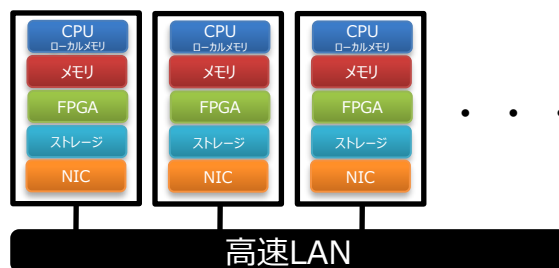 CPU
ローカルメモリ
メモリ
FPGA
ストレージ
NIC
CPU
ローカルメモリ
メモリ
FPGA
ストレージ
NIC
CPU
ローカルメモリ
メモリ
FPGA
ストレージ
NIC
・・・
高速LAN